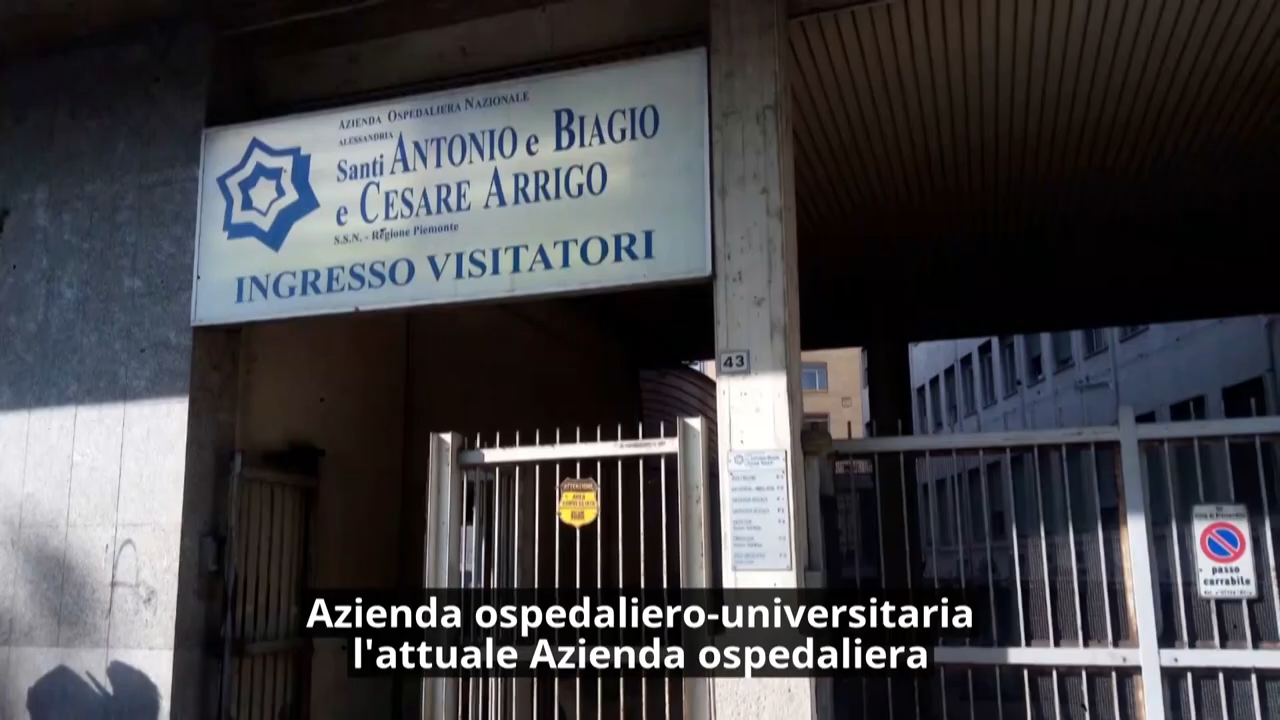 AZIENDA OSPEDALIERA NAZIONALE
ALESSANDRIA
Santi ANTONIO e BIAGIO
e CESARE ARRIGO
S.S.N. - Regione Piemonte
INGRESSO VISITATORI
43
ATTENZIONE
passo
carrabile
Azienda ospedaliero-universitaria
l'attuale Azienda ospedaliera